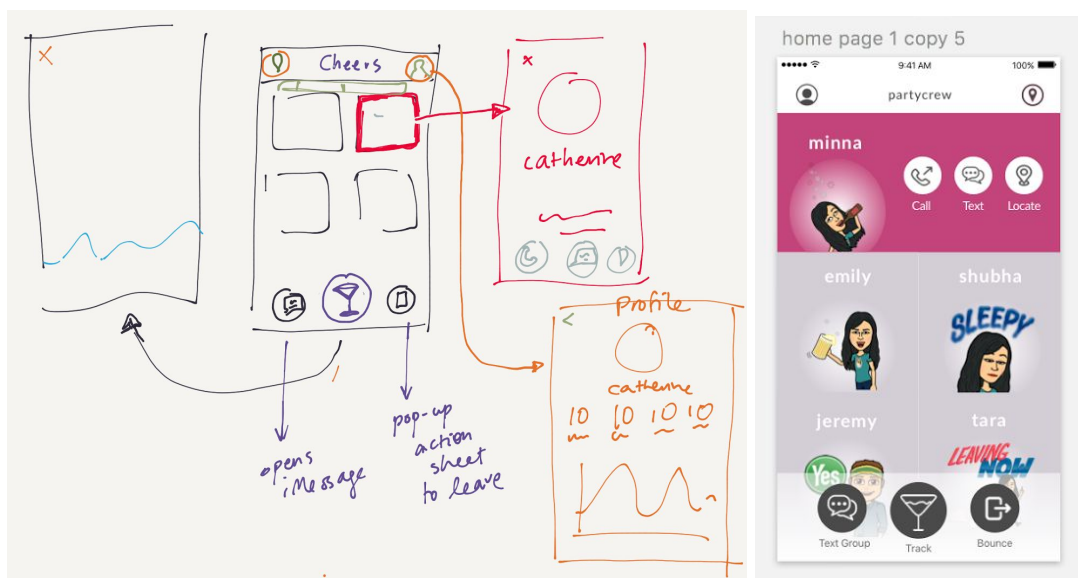 x
Cheers
x
catherine
opens
iMessage
pop-up
action
sheet
to leave
Profile
<
catherine
10 10 10 10
home page 1 copy 5
9:41 AM
100%
partycrew
minna
Call
Text
Locate
emily
shubha
SLEEPY
jeremy
tara
Yes
LEAVING
NOW
Text Group
Track
Bounce